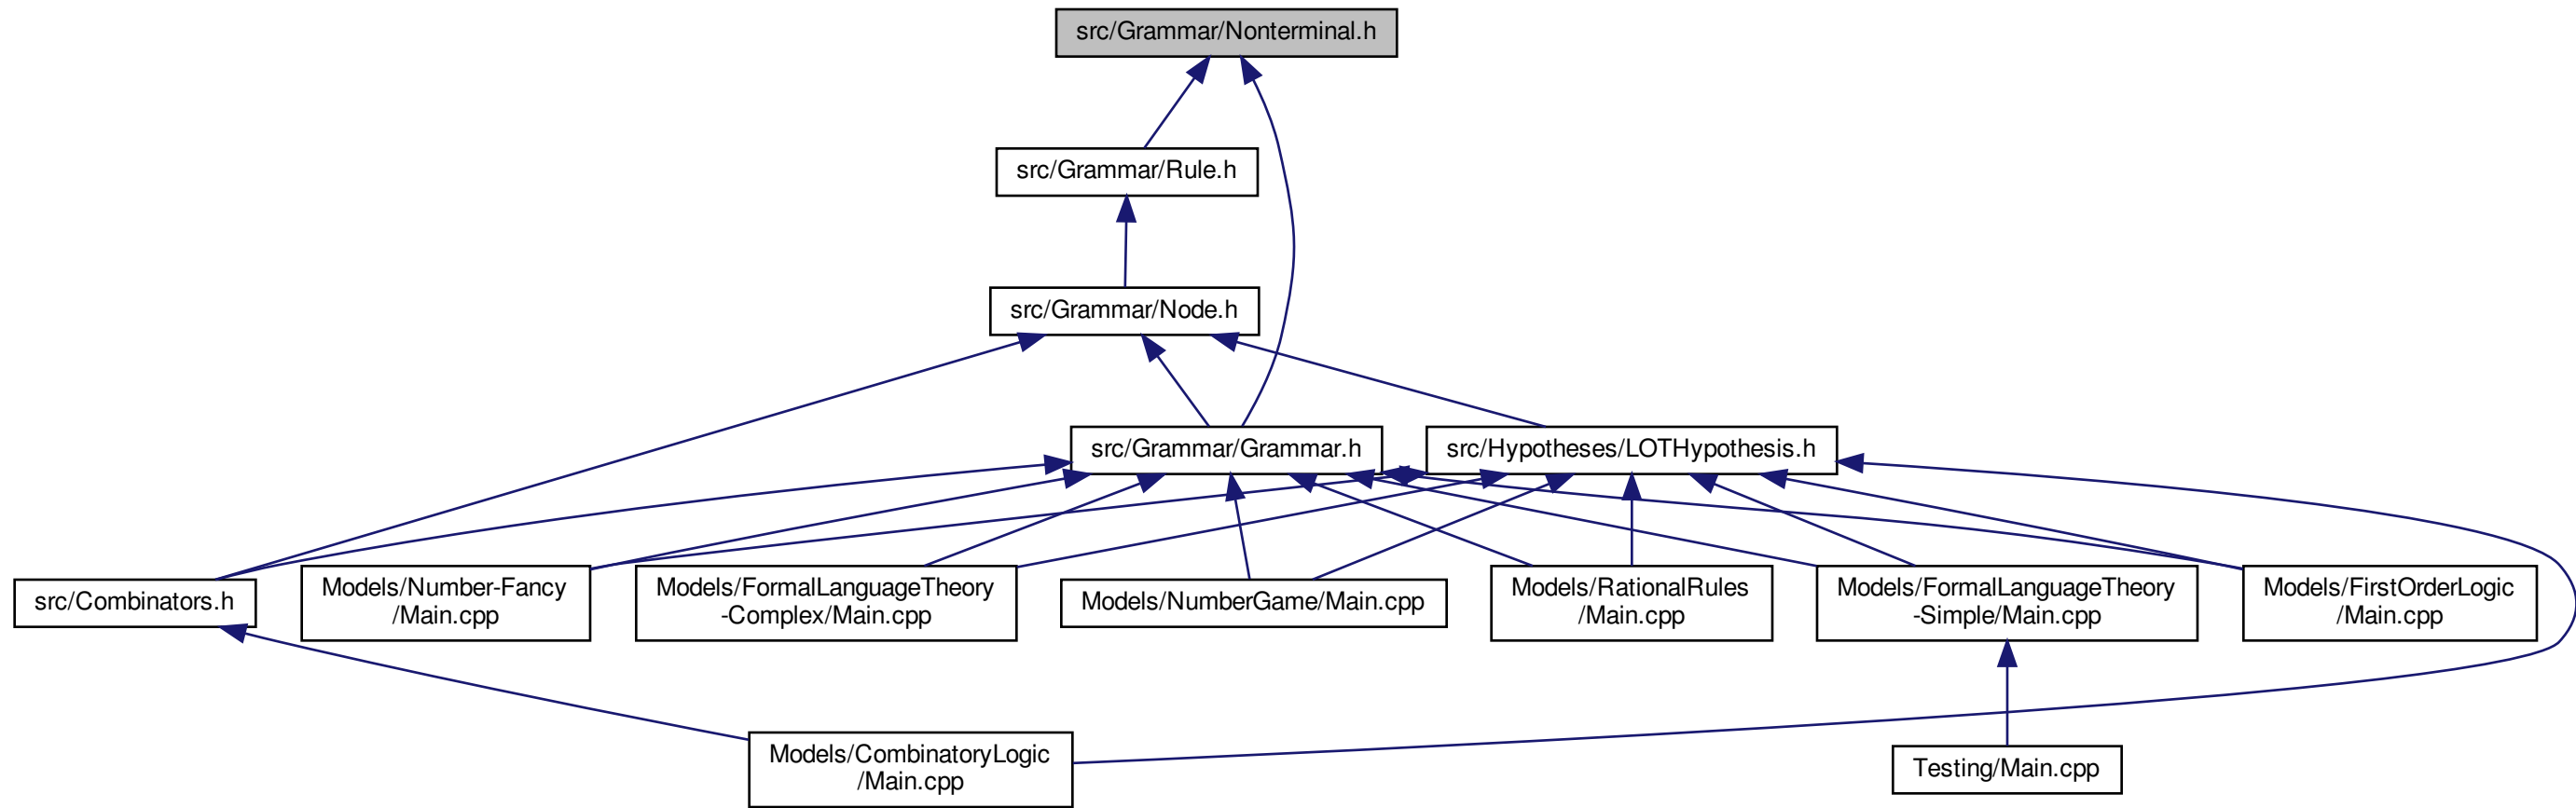 src/Grammar/Nonterminal.h
src/Grammar/Rule.h
src/Grammar/Node.h
src/Grammar/Grammar.h
src/Hypotheses/LOTHypothesis.h
src/Combinators.h
Models/Number-Fancy
/Main.cpp
Models/FormalLanguageTheory
-Complex/Main.cpp
Models/NumberGame/Main.cpp
Models/RationalRules
/Main.cpp
Models/FormalLanguageTheory
-Simple/Main.cpp
Models/FirstOrderLogic
/Main.cpp
Models/CombinatoryLogic
/Main.cpp
Testing/Main.cpp